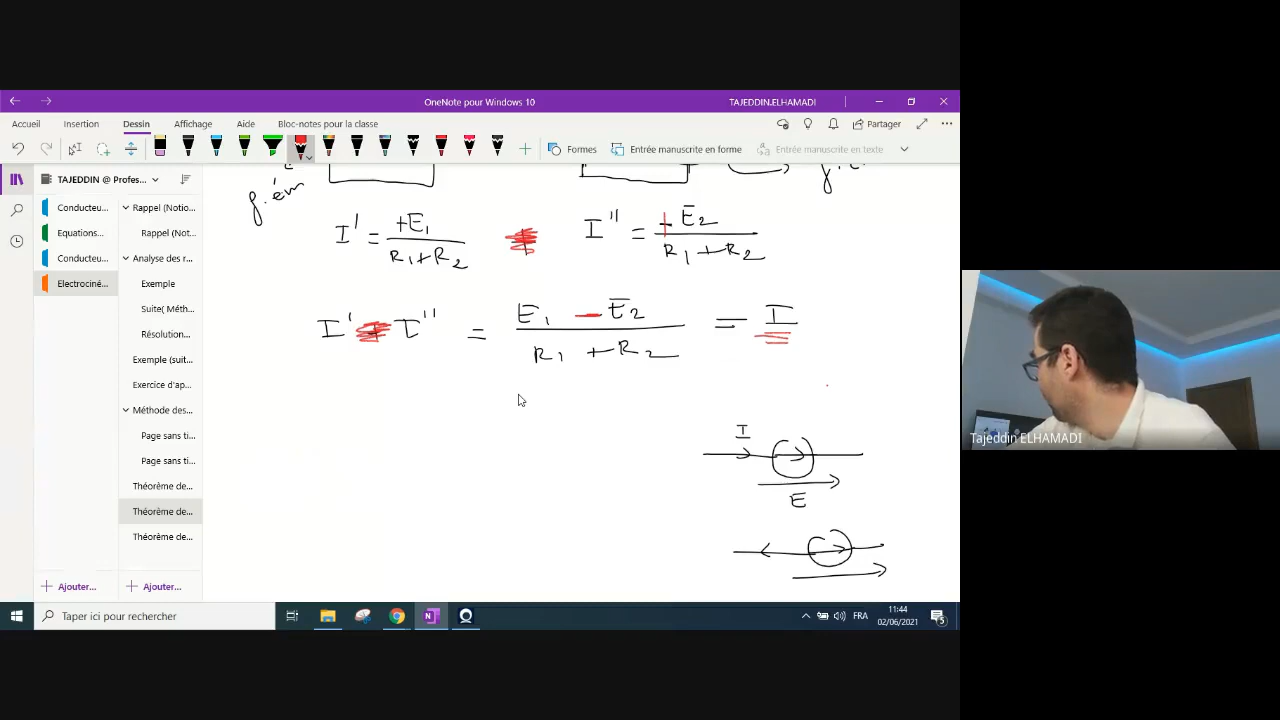 OneNote pour Windows 10
TAJEDDIN.ELHAMADI
Accueil Insertion Dessin Affichage Aide Bloc-notes pour la classe
Partager
Formes Entrée manuscrite en forme Entrée manuscrite en texte
TAJEDDIN @ Profes...
Conducteu...
Equations...
Conducteu...
Electrociné...
Rappel (Notio...
Rappel (Not...
Analyse des r...
Exemple
Suite( Méth...
Résolution...
Exemple (suit...
Exercice d'ap...
Méthode des...
Page sans ti...
Page sans ti...
Théorème de...
Théorème de...
Théorème de...
Ajouter... Ajouter...
f.ém
I' = +E1 / R1+R2
I'' = + E2 / R1+R2
I' I'' = E1 - E2 / R1 + R2 = I
I
E
Tajeddin ELHAMADI
Taper ici pour rechercher
FRA
11:44
02/06/2021
5